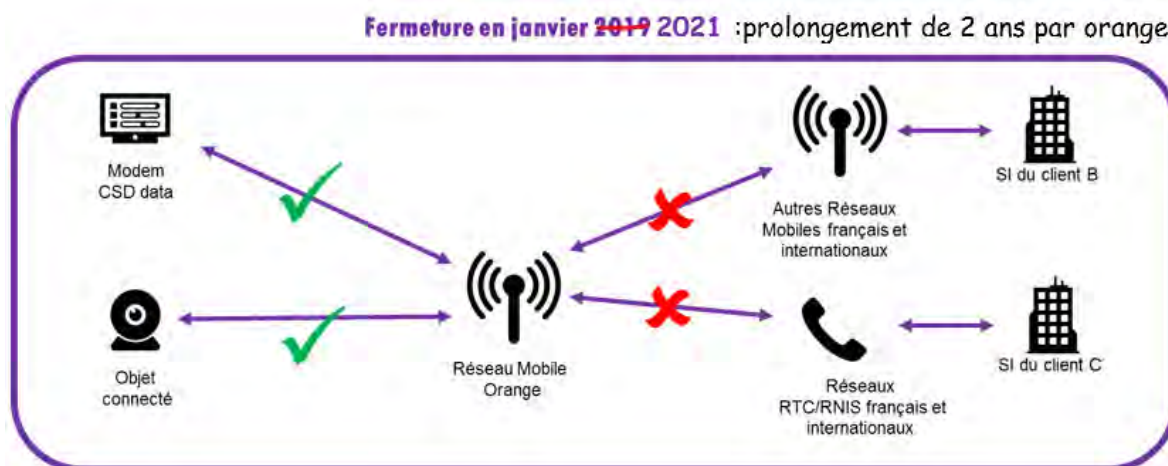 Fermeture en janvier 2019 2021 :prolongement de 2 ans par orange
Modem
CSD data
Autres Réseaux
Mobiles français et
internationaux
SI du client B
Objet
connecté
Réseau Mobile
Orange
Réseaux
RTC/RNIS français et
internationaux
SI du client C